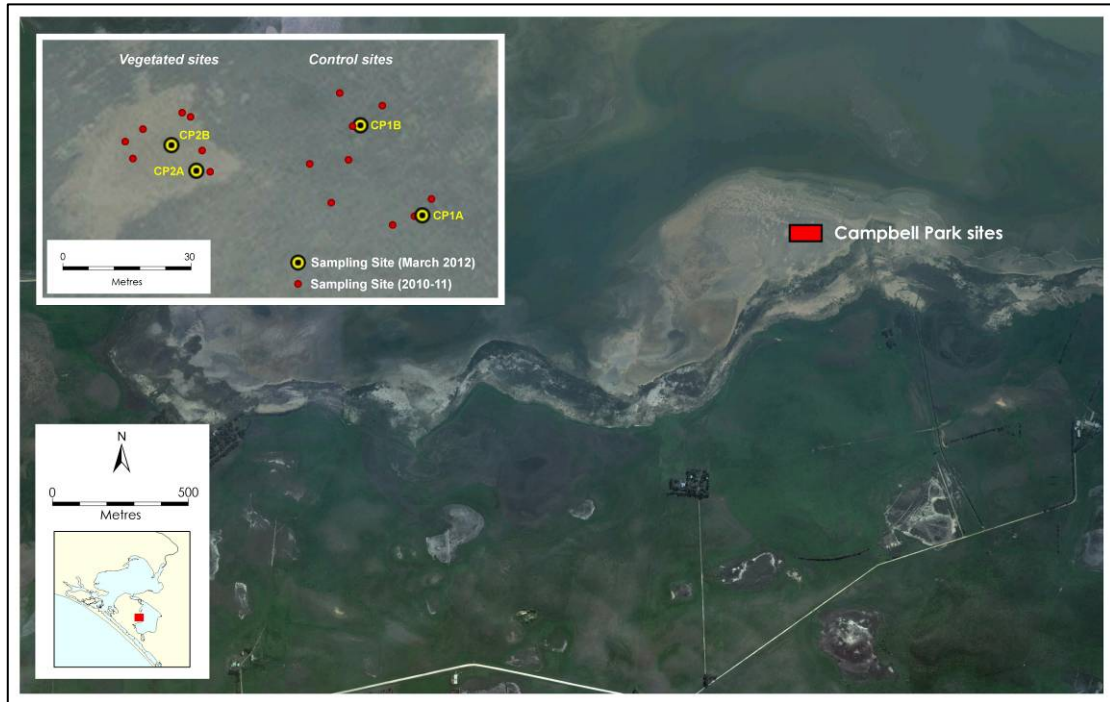 Vegetated sites
Control sites
CP2B
CP2A
CP1B
CP1A
0 30
Metres
Sampling Site (March 2012)
Sampling Site (2010-11)
Campbell Park sites
N
0 500
Metres